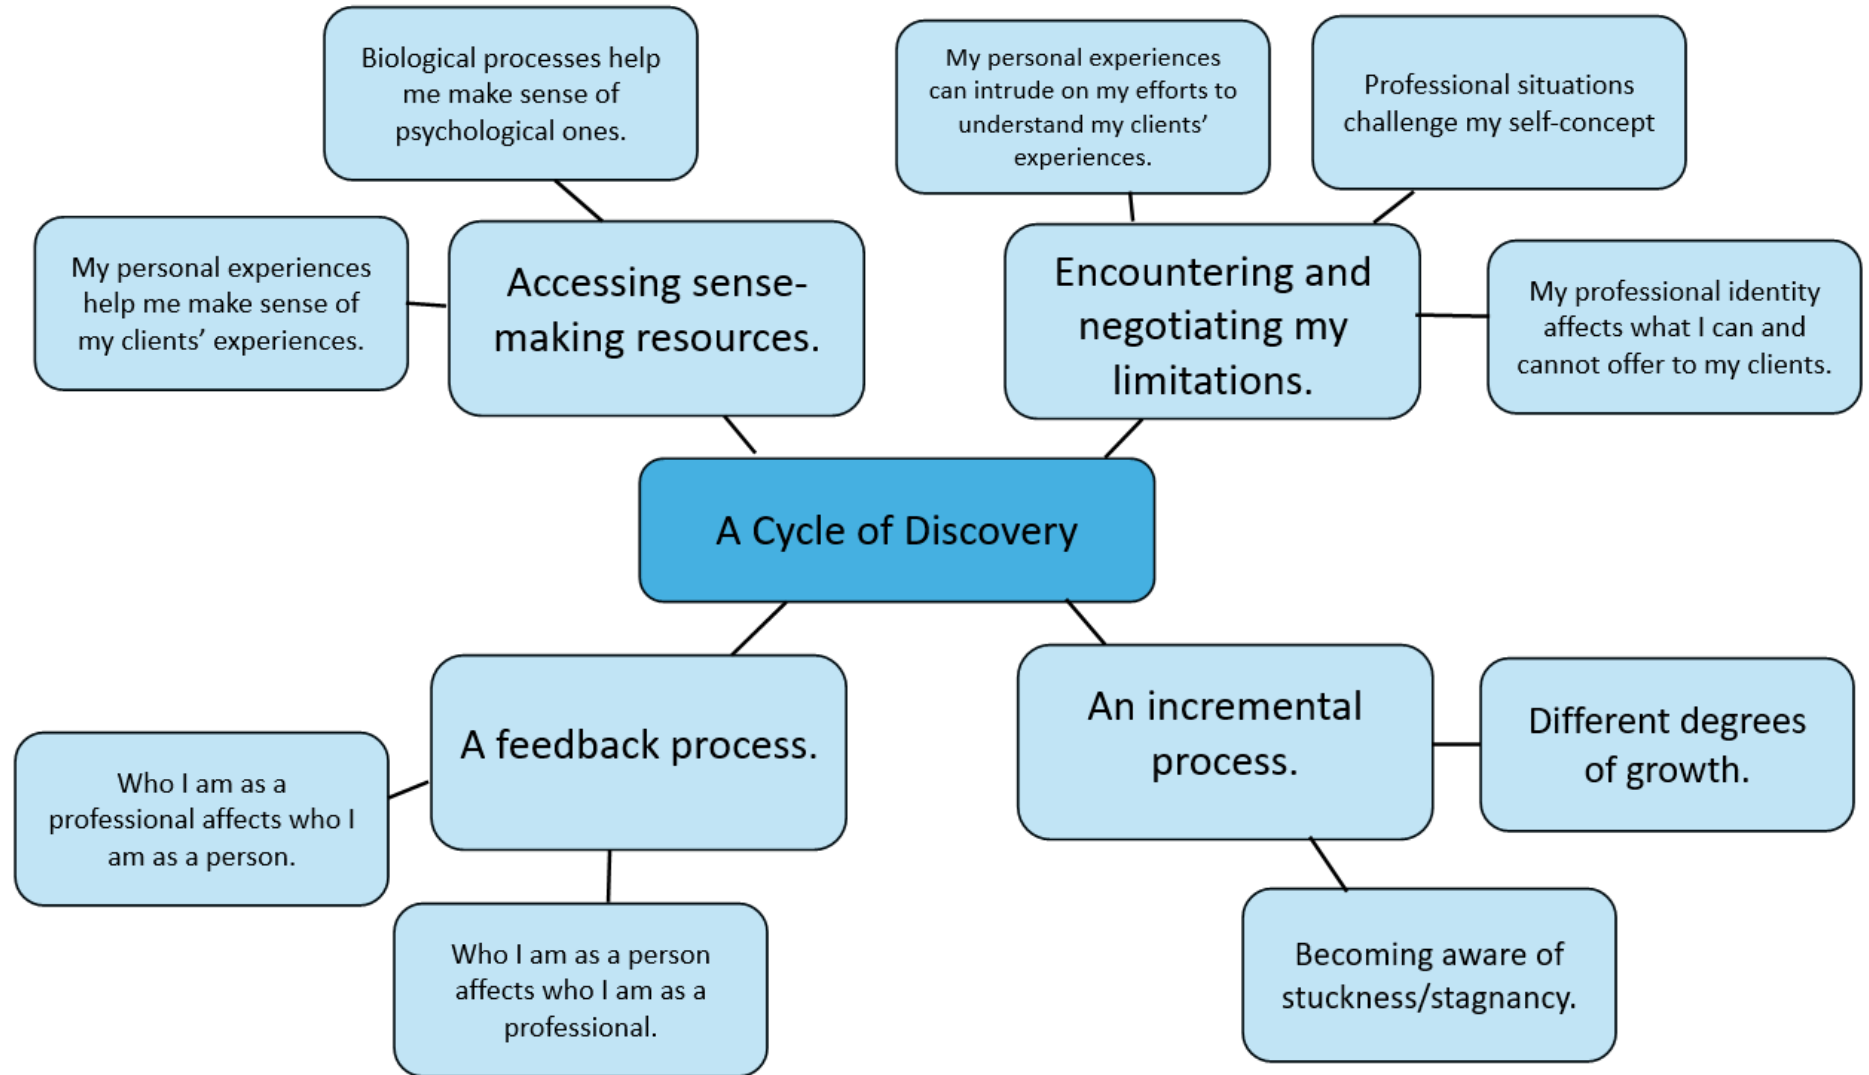 Biological processes help
me make sense of
psychological ones.
My personal experiences
can intrude on my efforts to
understand my clients’
experiences.
Professional situations
challenge my self-concept
My personal experiences
help me make sense of
my clients’ experiences.
Accessing sense-
making resources.
Encountering and
negotiating my
limitations.
My professional identity
affects what I can and
cannot offer to my clients.
A Cycle of Discovery
A feedback process.
An incremental
process.
Different degrees
of growth.
Who I am as a
professional affects who I
am as a person.
Who I am as a person
affects who I am as a
professional.
Becoming aware of
stuckness/stagnancy.